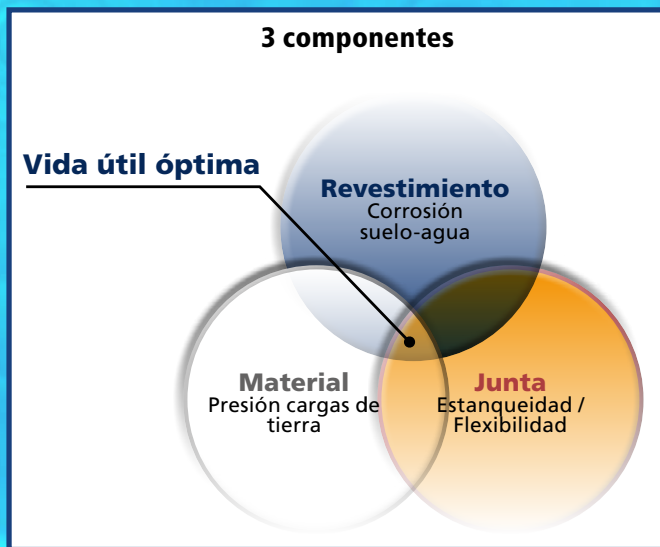 3 componentes
Vida útil óptima
Revestimiento
Corrosión
suelo-agua
Material
Presión cargas de
tierra
Junta
Estanqueidad /
Flexibilidad